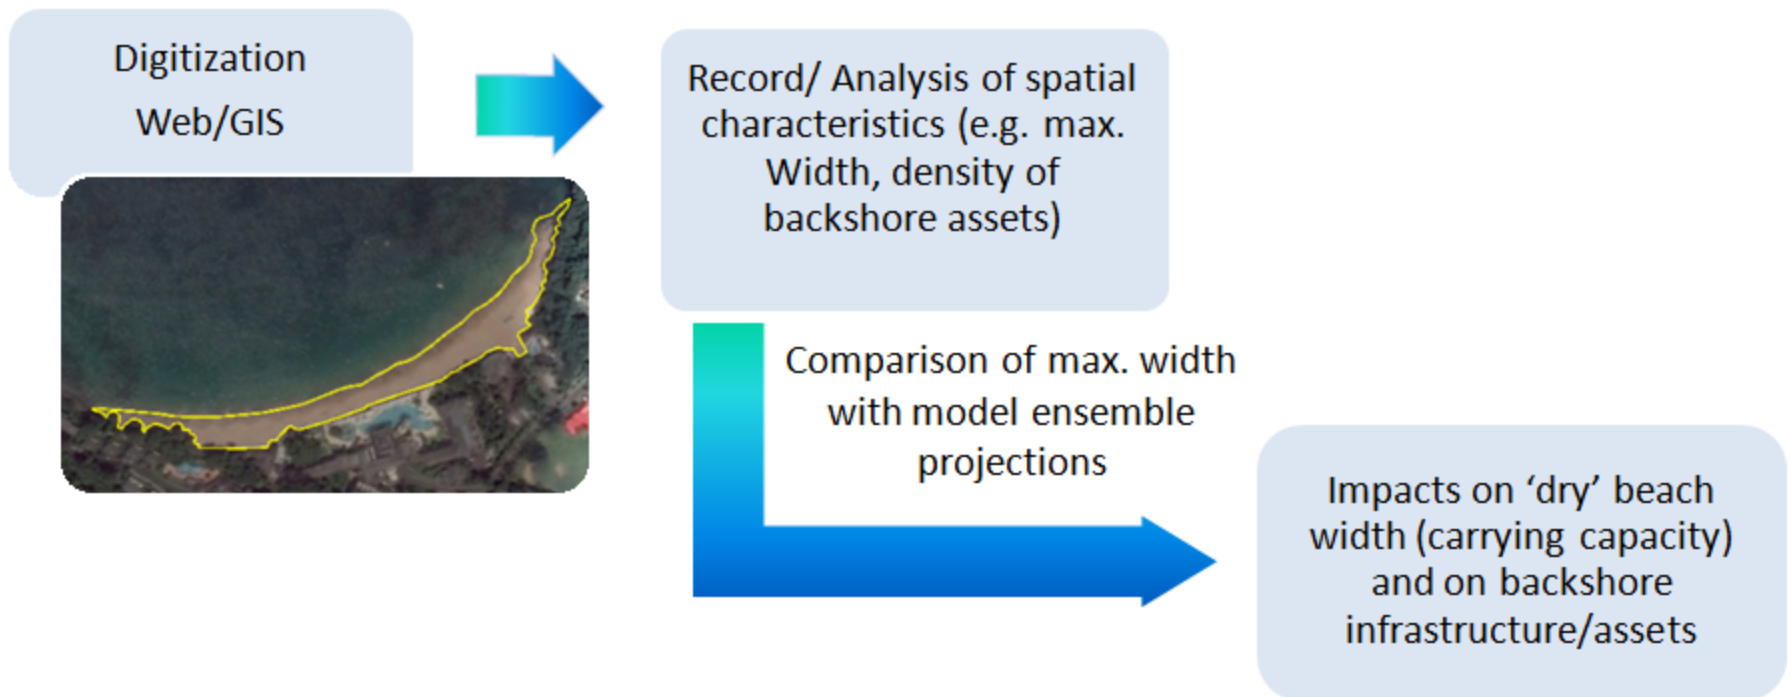 Digitization
Web/GIS
Record/ Analysis of spatial
characteristics (e.g. max.
Width, density of
backshore assets)
Comparison of max. width
with model ensemble
projections
Impacts on ‘dry’ beach
width (carrying capacity)
and on backshore
infrastructure/assets